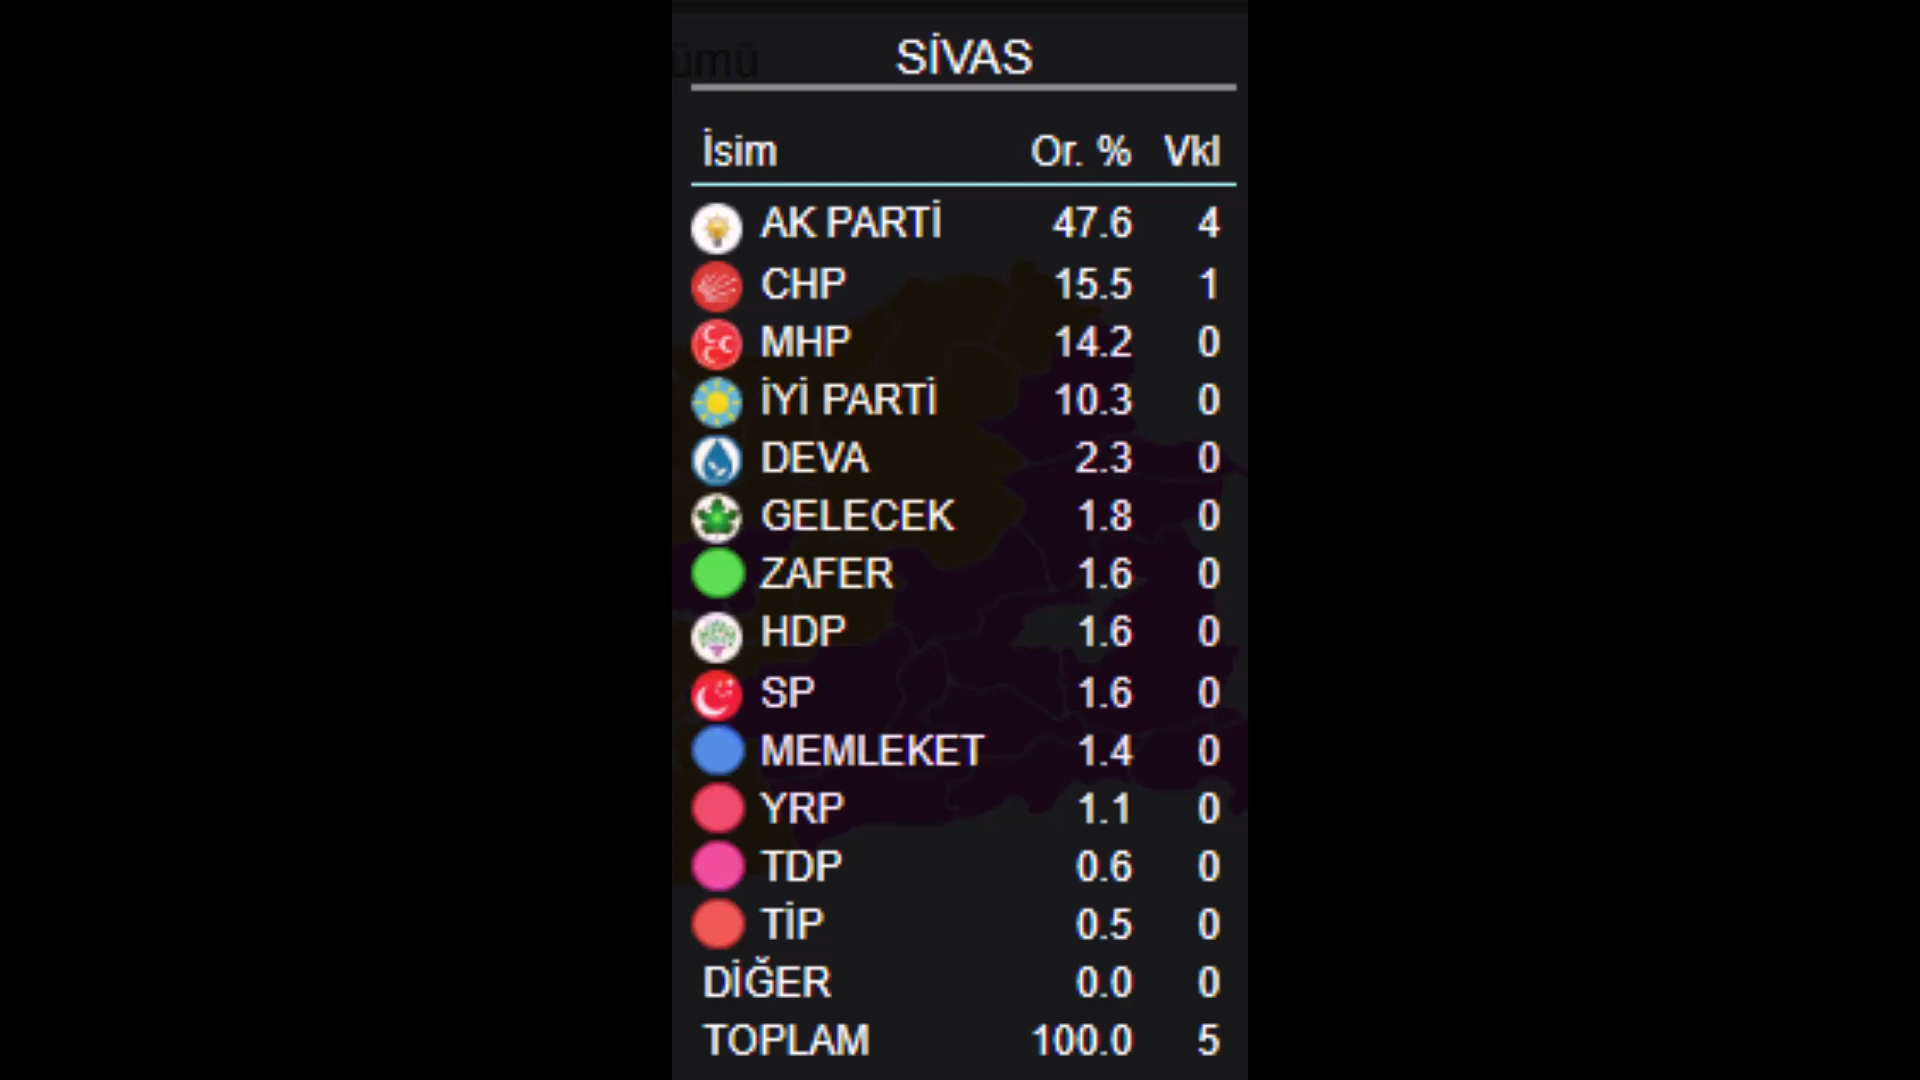 ümü
SİVAS
İsim Or. % Vkl
AK PARTİ 47.6 4
CHP 15.5 1
MHP 14.2 0
İYİ PARTİ 10.3 0
DEVA 2.3 0
GELECEK 1.8 0
ZAFER 1.6 0
HDP 1.6 0
SP 1.6 0
MEMLEKET 1.4 0
YRP 1.1 0
TDP 0.6 0
TİP 0.5 0
DİĞER 0.0 0
TOPLAM 100.0 5